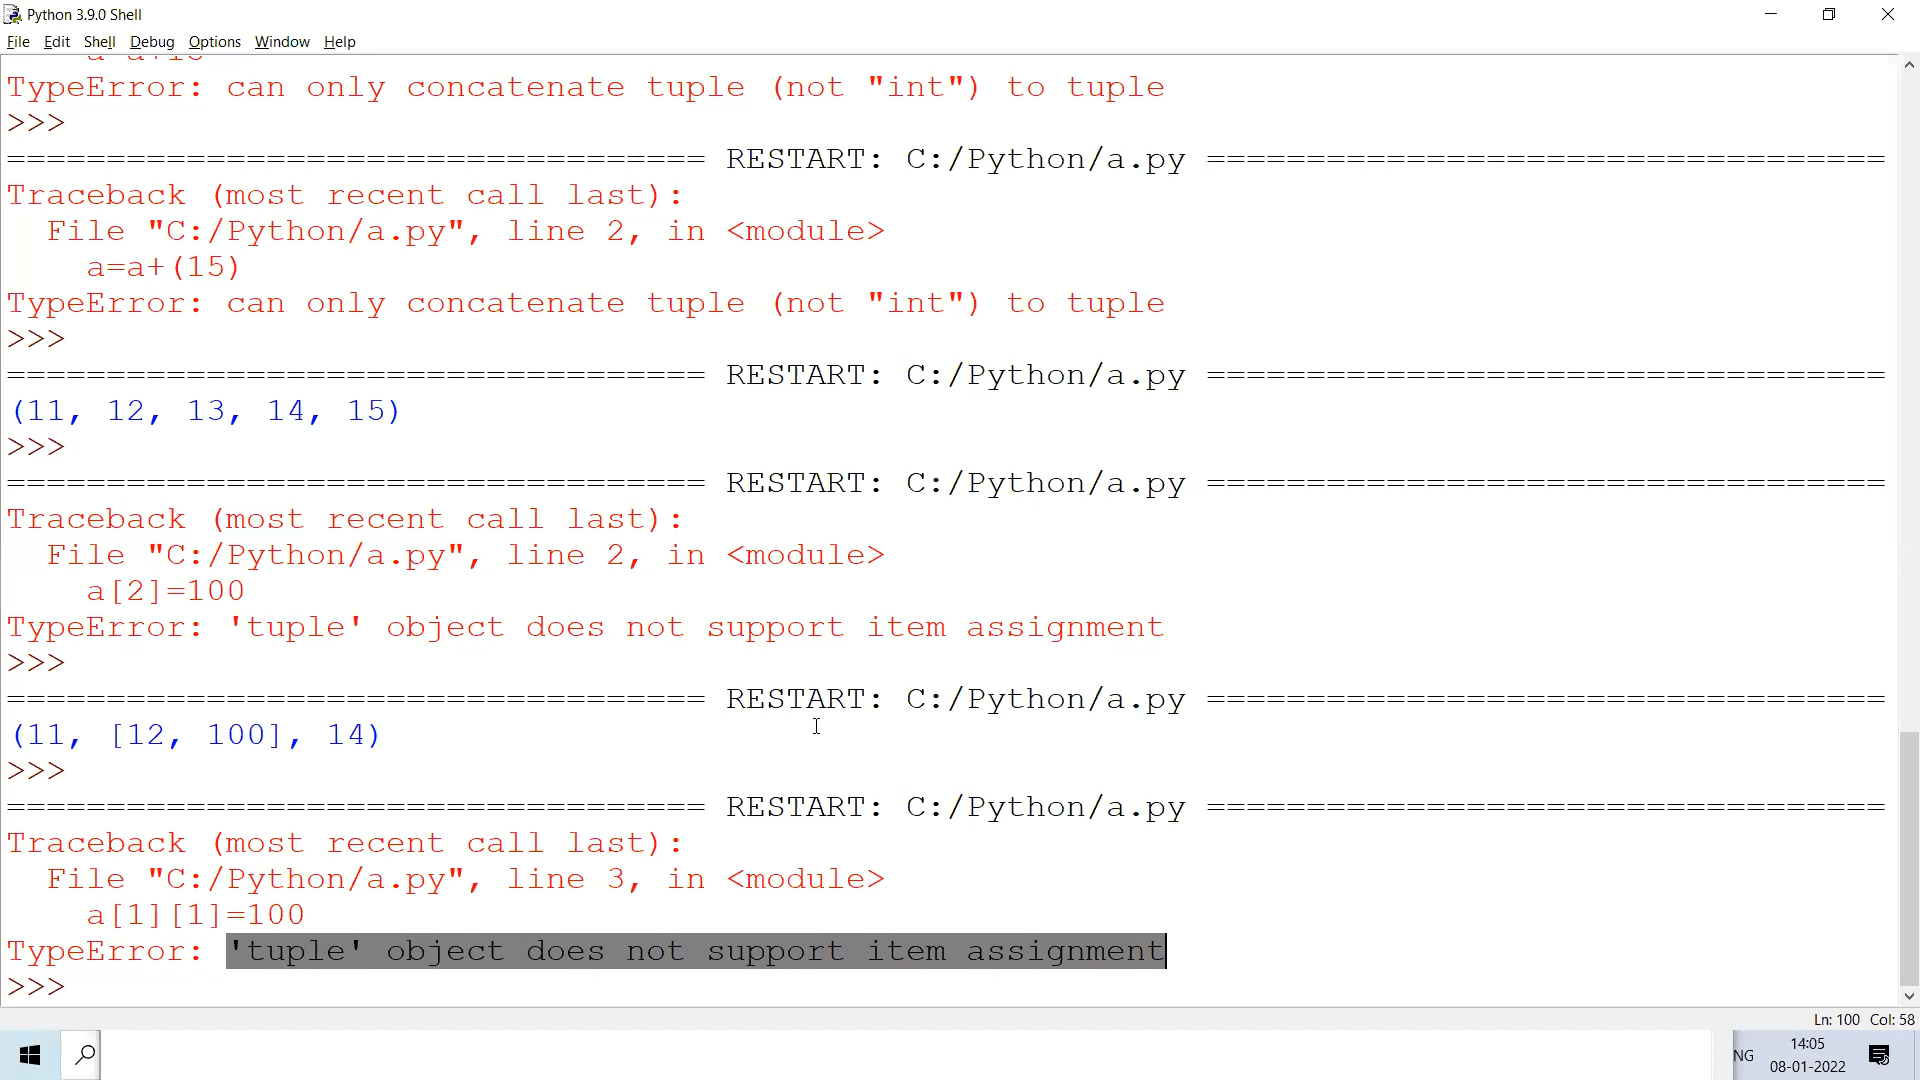 Python 3.9.0 Shell
File Edit Shell Debug Options Window Help
TypeError: can only concatenate tuple (not "int") to tuple
>>>
=================================== RESTART: C:/Python/a.py ==================================
Traceback (most recent call last):
  File "C:/Python/a.py", line 2, in <module>
    a=a+(15)
TypeError: can only concatenate tuple (not "int") to tuple
>>>
=================================== RESTART: C:/Python/a.py ==================================
(11, 12, 13, 14, 15)
>>>
=================================== RESTART: C:/Python/a.py ==================================
Traceback (most recent call last):
  File "C:/Python/a.py", line 2, in <module>
    a[2]=100
TypeError: 'tuple' object does not support item assignment
>>>
=================================== RESTART: C:/Python/a.py ==================================
(11, [12, 100], 14)
>>>
=================================== RESTART: C:/Python/a.py ==================================
Traceback (most recent call last):
  File "C:/Python/a.py", line 3, in <module>
    a[1][1]=100
TypeError: 'tuple' object does not support item assignment
>>>
Ln: 100 Col: 58
NG
14:05
08-01-2022